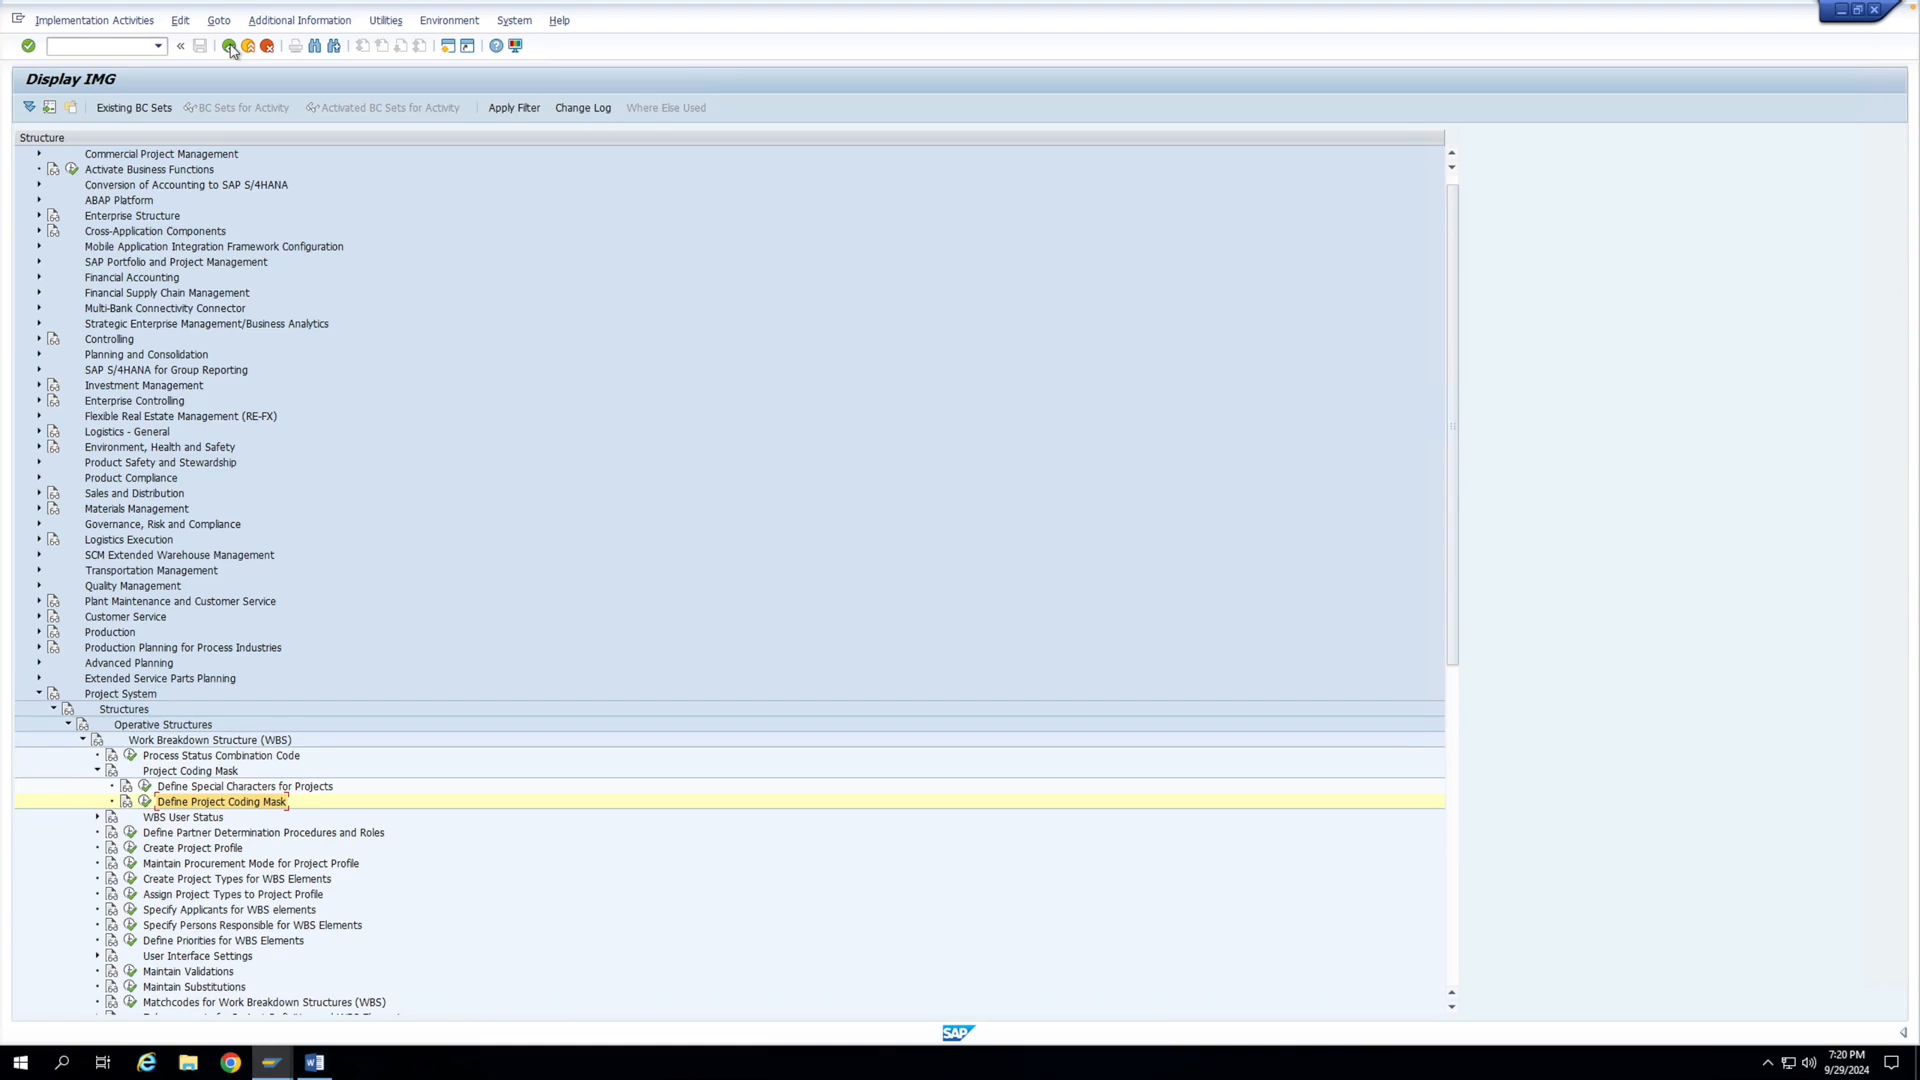 Implementation Activities Edit Goto Additional Information Utilities Environment System Help
Display IMG
Existing BC Sets BC Sets for Activity Activated BC Sets for Activity Apply Filter Change Log Where Else Used
Structure
Commercial Project Management
Activate Business Functions
Conversion of Accounting to SAP S/4HANA
ABAP Platform
Enterprise Structure
Cross-Application Components
Mobile Application Integration Framework Configuration
SAP Portfolio and Project Management
Financial Accounting
Financial Supply Chain Management
Multi-Bank Connectivity Connector
Strategic Enterprise Management/Business Analytics
Controlling
Planning and Consolidation
SAP S/4HANA for Group Reporting
Investment Management
Enterprise Controlling
Flexible Real Estate Management (RE-FX)
Logistics - General
Environment, Health and Safety
Product Safety and Stewardship
Product Compliance
Sales and Distribution
Materials Management
Governance, Risk and Compliance
Logistics Execution
SCM Extended Warehouse Management
Transportation Management
Quality Management
Plant Maintenance and Customer Service
Customer Service
Production
Production Planning for Process Industries
Advanced Planning
Extended Service Parts Planning
Project System
Structures
Operative Structures
Work Breakdown Structure (WBS)
Process Status Combination Code
Project Coding Mask
Define Special Characters for Projects
Define Project Coding Mask
WBS User Status
Define Partner Determination Procedures and Roles
Create Project Profile
Maintain Procurement Mode for Project Profile
Create Project Types for WBS Elements
Assign Project Types to Project Profile
Specify Applicants for WBS elements
Specify Persons Responsible for WBS Elements
Define Priorities for WBS Elements
User Interface Settings
Maintain Validations
Maintain Substitutions
Matchcodes for Work Breakdown Structures (WBS)
SAP
7:20 PM
9/29/2024